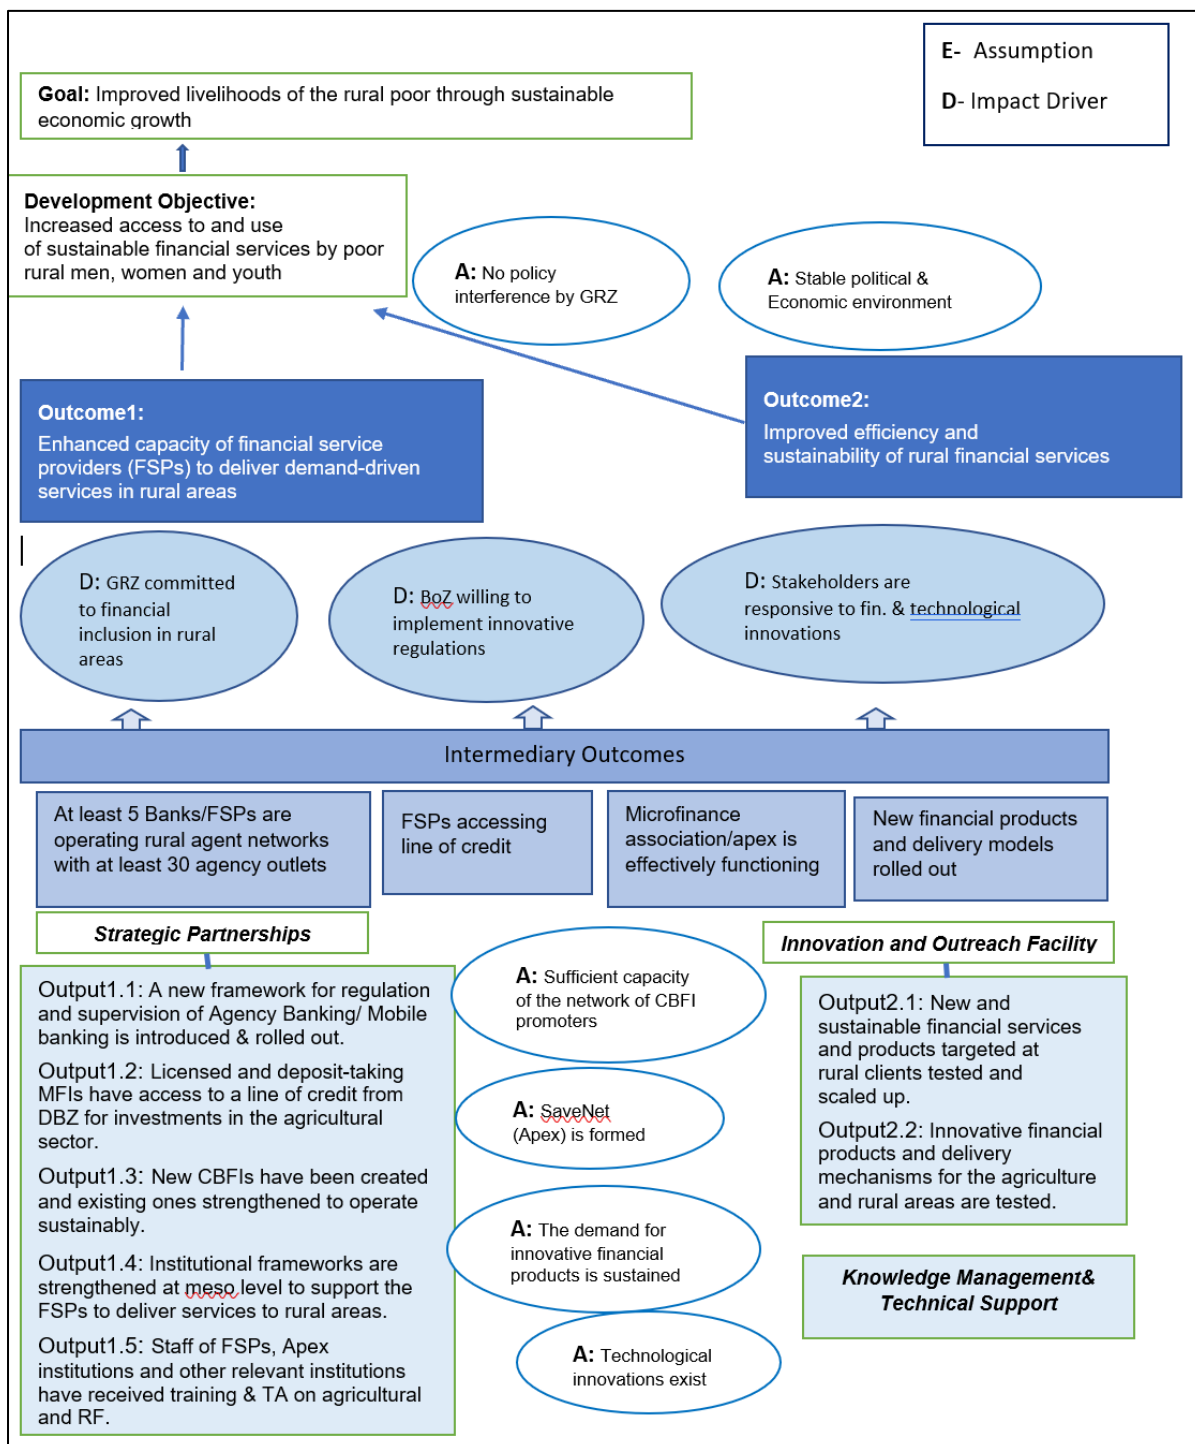 E- Assumption
D- Impact Driver
Goal: Improved livelihoods of the rural poor through sustainable
economic growth
Development Objective:
Increased access to and use
of sustainable financial services by poor
rural men, women and youth
A: No policy
interference by GRZ
A: Stable political &
Economic environment
Outcome1:
Enhanced capacity of financial service
providers (FSPs) to deliver demand-driven
services in rural areas
Outcome2:
Improved efficiency and
sustainability of rural financial services
D: GRZ committed
to financial
inclusion in rural
areas
D: BoZ willing to
implement innovative
regulations
D: Stakeholders are
responsive to fin. & technological
innovations
Intermediary Outcomes
At least 5 Banks/FSPs are
operating rural agent networks
with at least 30 agency outlets
FSPs accessing
line of credit
Microfinance
association/apex is
effectively functioning
New financial products
and delivery models
rolled out
Strategic Partnerships
Output1.1: A new framework for regulation
and supervision of Agency Banking/ Mobile
banking is introduced & rolled out.
Output1.2: Licensed and deposit-taking
MFIs have access to a line of credit from
DBZ for investments in the agricultural
sector.
Output1.3: New CBFIs have been created
and existing ones strengthened to operate
sustainably.
Output1.4: Institutional frameworks are
strengthened at meso level to support the
FSPs to deliver services to rural areas.
Output1.5: Staff of FSPs, Apex
institutions and other relevant institutions
have received training & TA on agricultural
and RF.
A: Sufficient capacity
of the network of CBFI
promoters
A: SaveNet
(Apex) is formed
A: The demand for
innovative financial
products is sustained
A: Technological
innovations exist
Innovation and Outreach Facility
Output2.1: New and
sustainable financial services
and products targeted at
rural clients tested and
scaled up.
Output2.2: Innovative financial
products and delivery
mechanisms for the agriculture
and rural areas are tested.
Knowledge Management&
Technical Support